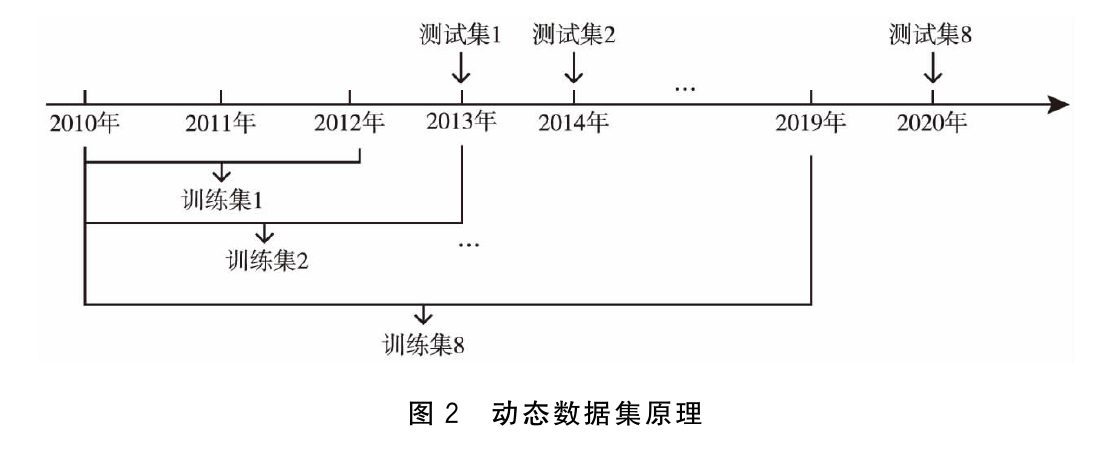 测试集1 测试集2 测试集8
...
2010年 2011年 2012年 2013年 2014年 2019年 2020年
训练集1
...
训练集2
训练集8
图 2 动态数据集原理